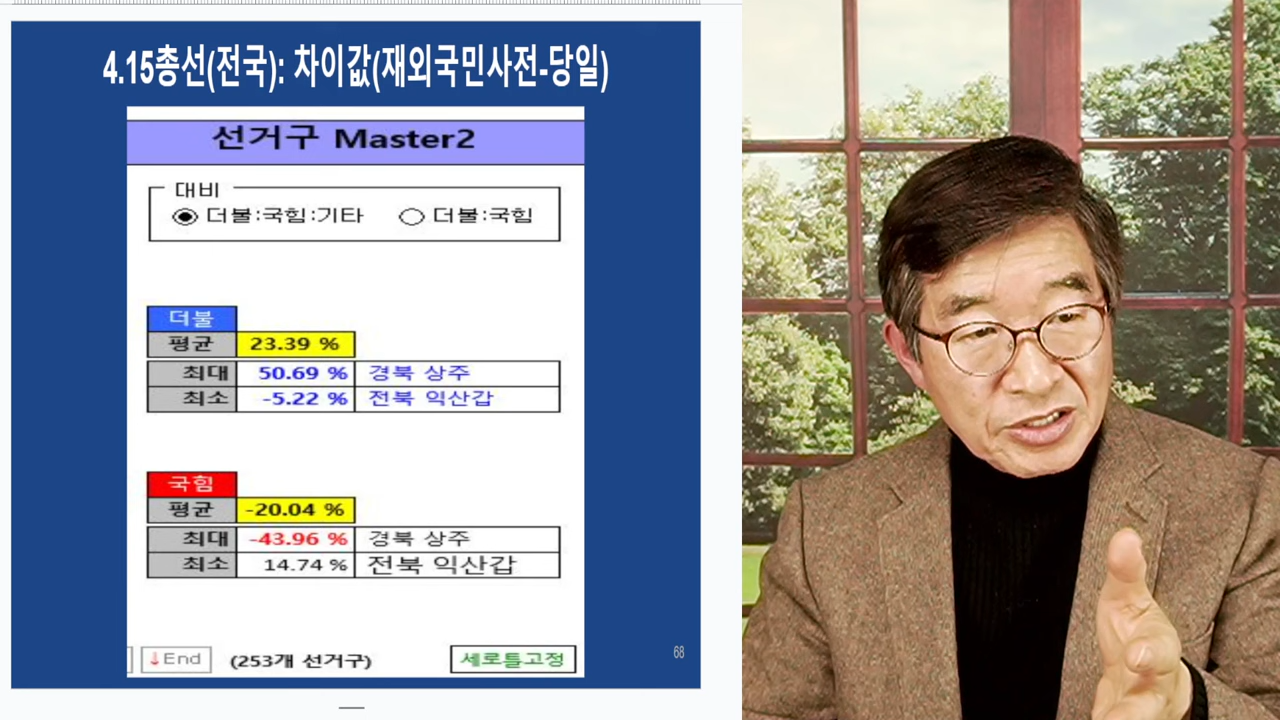 4.15총선(전국): 차이값(재외국민사전-당일)
선거구 Master2
대비
더불:국힘:기타 더불:국힘
더불
평균 23.39 %
최대 50.69 % 경북 상주
최소 -5.22 % 전북 익산갑
국힘
평균 -20.04 %
최대 -43.96 % 경북 상주
최소 14.74 % 전북 익산갑
↓End (253개 선거구) 세로틀고정
68